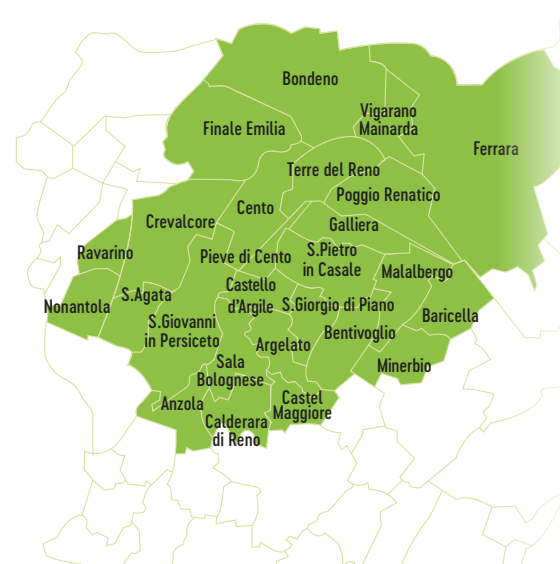 Bondeno
Vigarano
Mainarda
Finale Emilia
Ferrara
Terre del Reno
Poggio Renatico
Cento
Crevalcore
Galliera
Ravarino
Pieve di Cento
S.Pietro
in Casale
Malalbergo
Nonantola
S.Agata
Castello
d'Argile
S.Giorgio di Piano
Baricella
S.Giovanni
in Persiceto
Bentivoglio
Argelato
Sala
Bolognese
Minerbio
Anzola
Castel
Maggiore
Calderara
di Reno